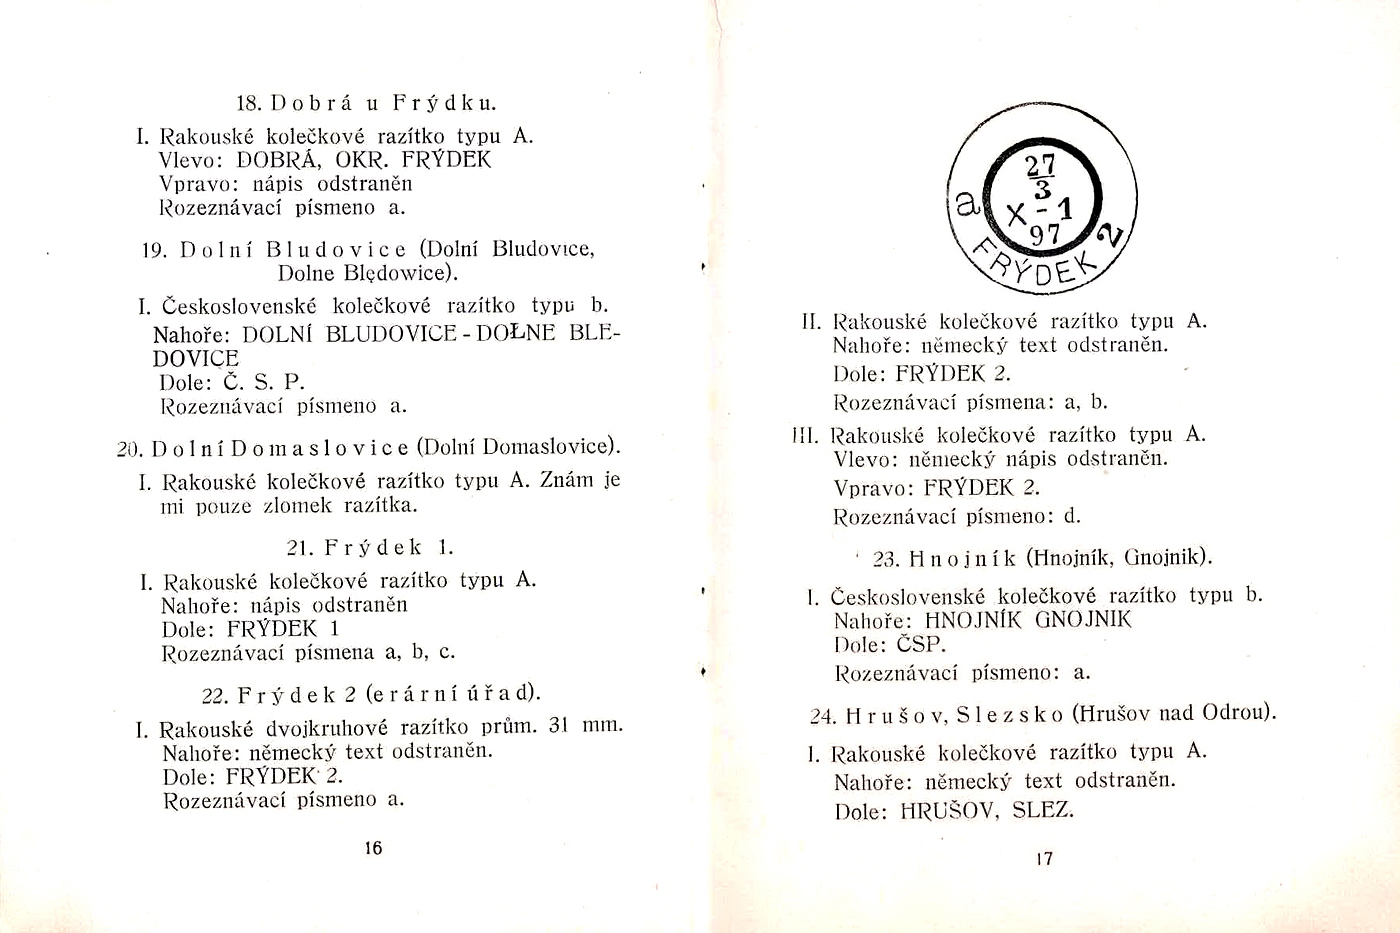 18. Dobrá u Frýdku.
I. Rakouské kolečkové razítko typu A.
Vlevo: DOBRÁ, OKR. FRÝDEK
Vpravo: nápis odstraněn
Rozeznávací písmeno a.
19. Dolní Bludovice (Dolní Bludovice,
Dolne Blędowice).
I. Československé kolečkové razítko typu b.
Nahoře: DOLNÍ BLUDOVICE - DOŁNE BLE-
DOVICE
Dole: Č. S. P.
Rozeznávací písmeno a.
20. Dolní Domaslovice (Dolní Domaslovice).
I. Rakouské kolečkové razítko typu A. Znám je
mi pouze zlomek razítka.
21. Frýdek 1.
I. Rakouské kolečkové razítko typu A.
Nahoře: nápis odstraněn
Dole: FRÝDEK 1
Rozeznávací písmena a, b, c.
22. Frýdek 2 (erární úřad).
I. Rakouské dvojkruhové razítko prům. 31 mm.
Nahoře: německý text odstraněn.
Dole: FRÝDEK 2.
Rozeznávací písmeno a.
16
27
3
X - 1
97
a FRÝDEK 2
II. Rakouské kolečkové razítko typu A.
Nahoře: německý text odstraněn.
Dole: FRÝDEK 2.
Rozeznávací písmena: a, b.
III. Rakouské kolečkové razítko typu A.
Vlevo: německý nápis odstraněn.
Vpravo: FRÝDEK 2.
Rozeznávací písmeno: d.
23. Hnojník (Hnojník, Gnojnik).
I. Československé kolečkové razítko typu b.
Nahoře: HNOJNÍK GNOJNIK
Dole: ČSP.
Rozeznávací písmeno: a.
24. Hrušov, Slezsko (Hrušov nad Odrou).
I. Rakouské kolečkové razítko typu A.
Nahoře: německý text odstraněn.
Dole: HRUŠOV, SLEZ.
17